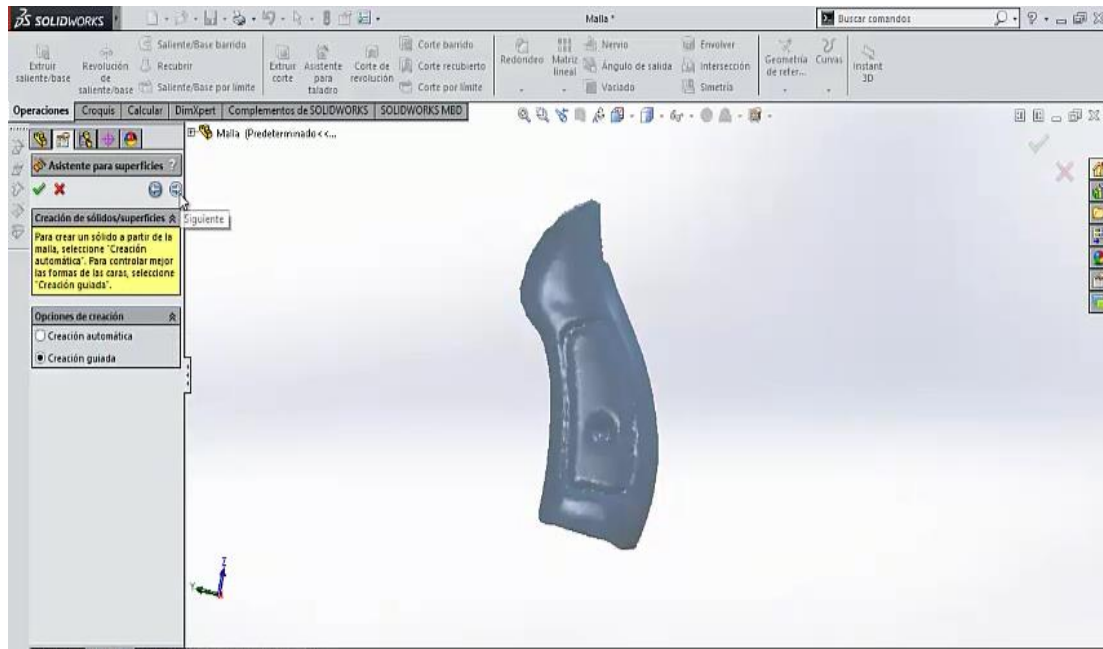 SOLIDWORKS
Malla *
Buscar comandos
Extruir saliente/base
Revolución de saliente/base
Saliente/Base barrido
Recubrir
Saliente/Base por límite
Extruir corte
Asistente para taladro
Corte de revolución
Corte barrido
Corte recubierto
Corte por límite
Redondeo
Matriz lineal
Nervio
Ángulo de salida
Vaciado
Envolver
Intersección
Simetría
Geometría de refer...
Curvas
Instant 3D
Operaciones
Croquis
Calcular
DimXpert
Complementos de SOLIDWORKS
SOLIDWORKS MBD
Malla (Predeterminado<<...
Asistente para superficies
?
Siguiente
Creación de sólidos/superficies
Para crear un sólido a partir de la
malla, seleccione "Creación
automática". Para controlar mejor
las formas de las caras, seleccione
"Creación guiada".
Opciones de creación
Creación automática
Creación guiada
Z
Y